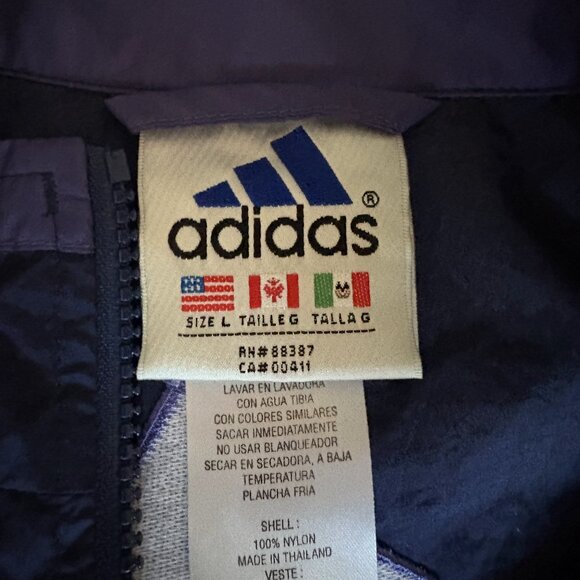 adidas®
SIZE L TAILLE G TALLA G
RN# 88387
CA# 00411
LAVAR EN LAVADORA
CON AGUA TIBIA
CON COLORES SIMILARES
SACAR INMEDIATAMENTE
NO USAR BLANQUEADOR
SECAR EN SECADORA, A BAJA
TEMPERATURA
PLANCHA FRIA
SHELL :
100% NYLON
MADE IN THAILAND
VESTE :